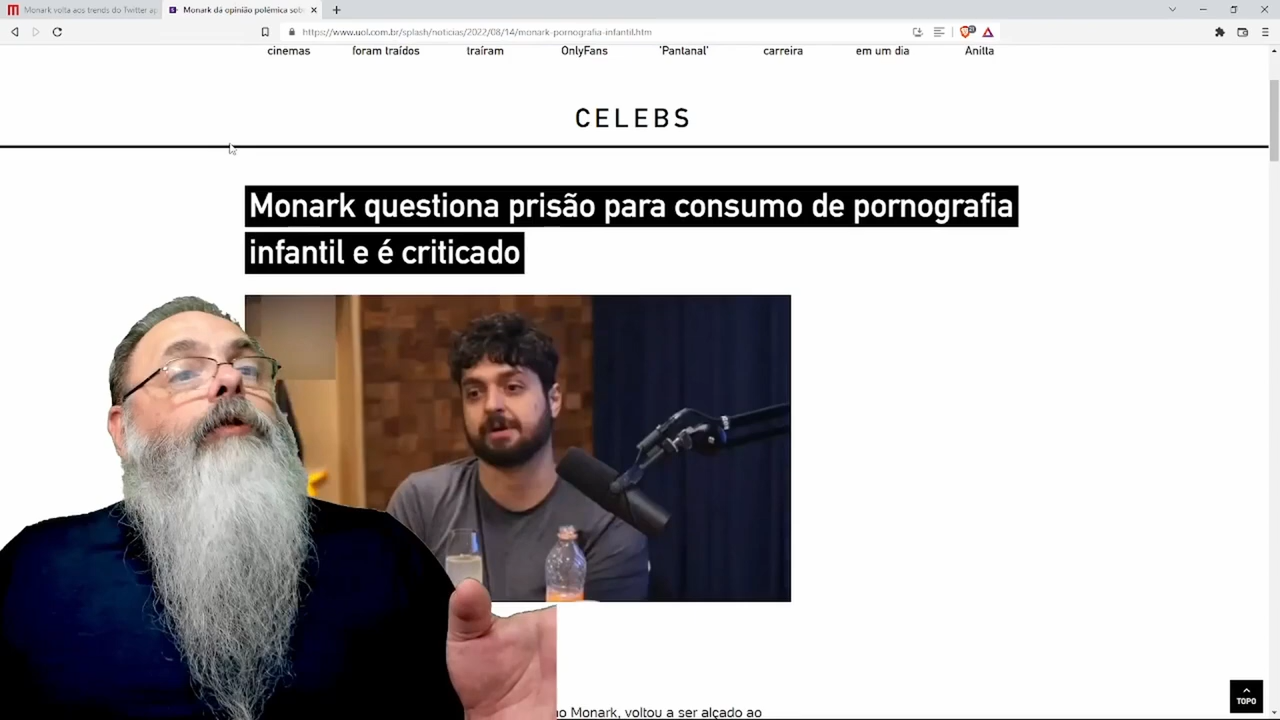 Monark volta aos trends do Twitter ap
Monark dá opinião polêmica sob
https://www.uol.com.br/splash/noticias/2022/08/14/monark-pornografia-infantil.htm
cinemas foram traídos traíram OnlyFans 'Pantanal' carreira em um dia Anitta
CELEBS
Monark questiona prisão para consumo de pornografia
infantil e é criticado
o Monark, voltou a ser alçado ao
TOPO